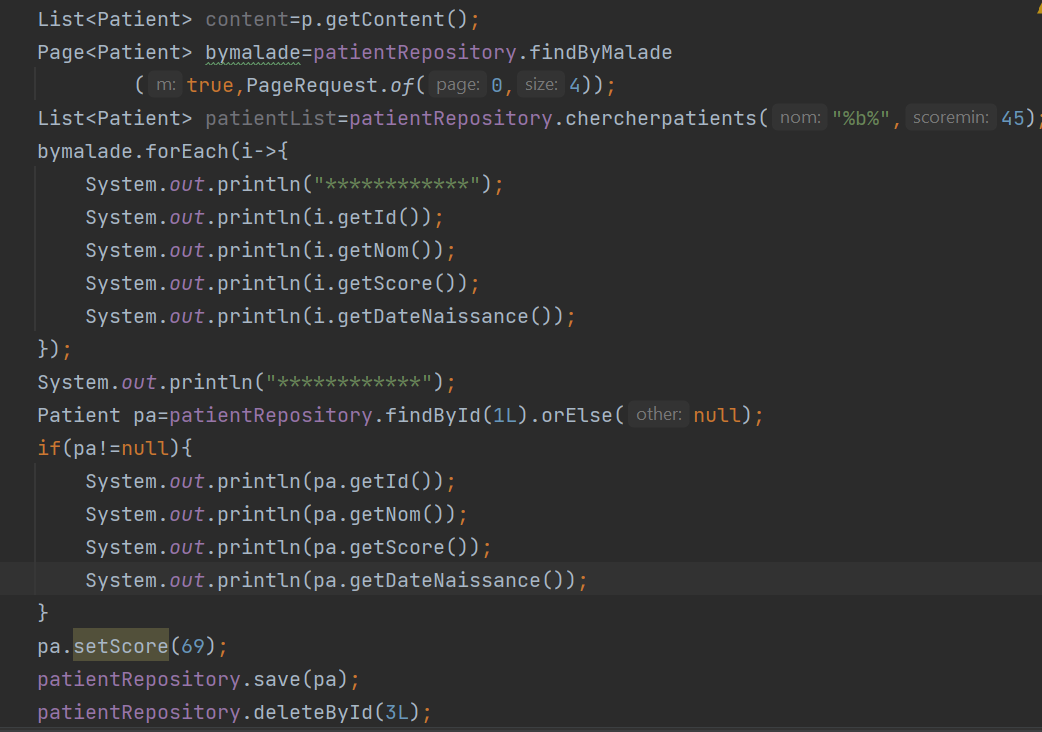 List<Patient> content=p.getContent();
Page<Patient> bymalade=patientRepository.findByMalade
( m: true,PageRequest.of( page: 0, size: 4));
List<Patient> patientList=patientRepository.chercherpatients( nom: "%b%", scoremin: 45);
bymalade.forEach(i->{
System.out.println("************");
System.out.println(i.getId());
System.out.println(i.getNom());
System.out.println(i.getScore());
System.out.println(i.getDateNaissance());
});
System.out.println("************");
Patient pa=patientRepository.findById(1L).orElse( other: null);
if(pa!=null){
System.out.println(pa.getId());
System.out.println(pa.getNom());
System.out.println(pa.getScore());
System.out.println(pa.getDateNaissance());
}
pa.setScore(69);
patientRepository.save(pa);
patientRepository.deleteById(3L);